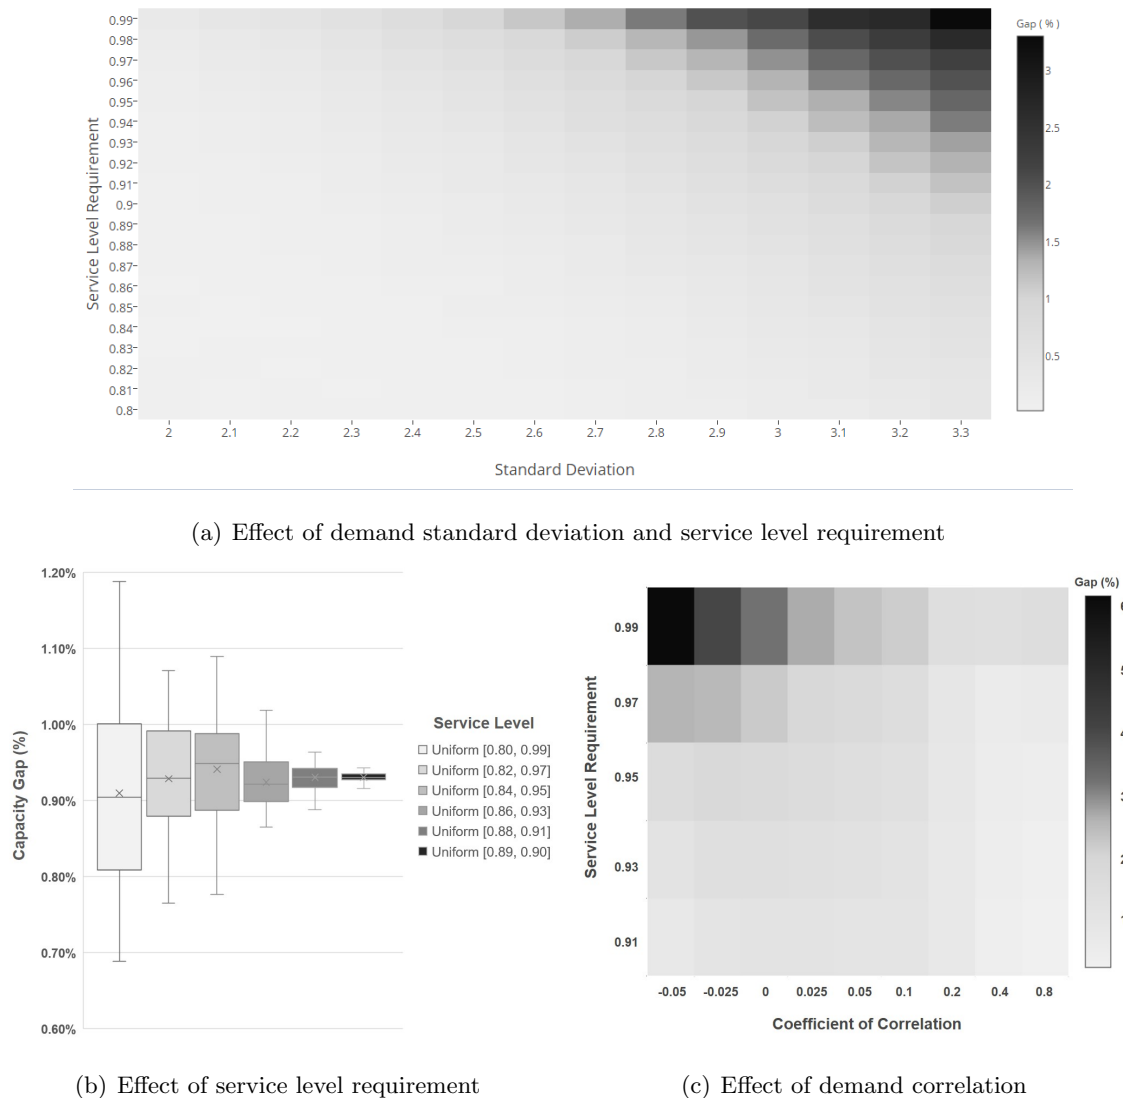 0.99
0.98
0.97
0.96
0.95
0.94
0.93
0.92
0.91
0.9
0.89
0.88
0.87
0.86
0.85
0.84
0.83
0.82
0.81
0.8
Service Level Requirement
2 2.1 2.2 2.3 2.4 2.5 2.6 2.7 2.8 2.9 3 3.1 3.2 3.3
Standard Deviation
Gap ( % )
3
2.5
2
1.5
1
0.5
(a) Effect of demand standard deviation and service level requirement
1.20%
1.10%
1.00%
0.90%
0.80%
0.70%
0.60%
Capacity Gap (%)
Service Level
Uniform [0.80, 0.99]
Uniform [0.82, 0.97]
Uniform [0.84, 0.95]
Uniform [0.86, 0.93]
Uniform [0.88, 0.91]
Uniform [0.89, 0.90]
(b) Effect of service level requirement
Service Level Requirement
0.99
0.97
0.95
0.93
0.91
-0.05 -0.025 0 0.025 0.05 0.1 0.2 0.4 0.8
Coefficient of Correlation
Gap (%)
(c) Effect of demand correlation